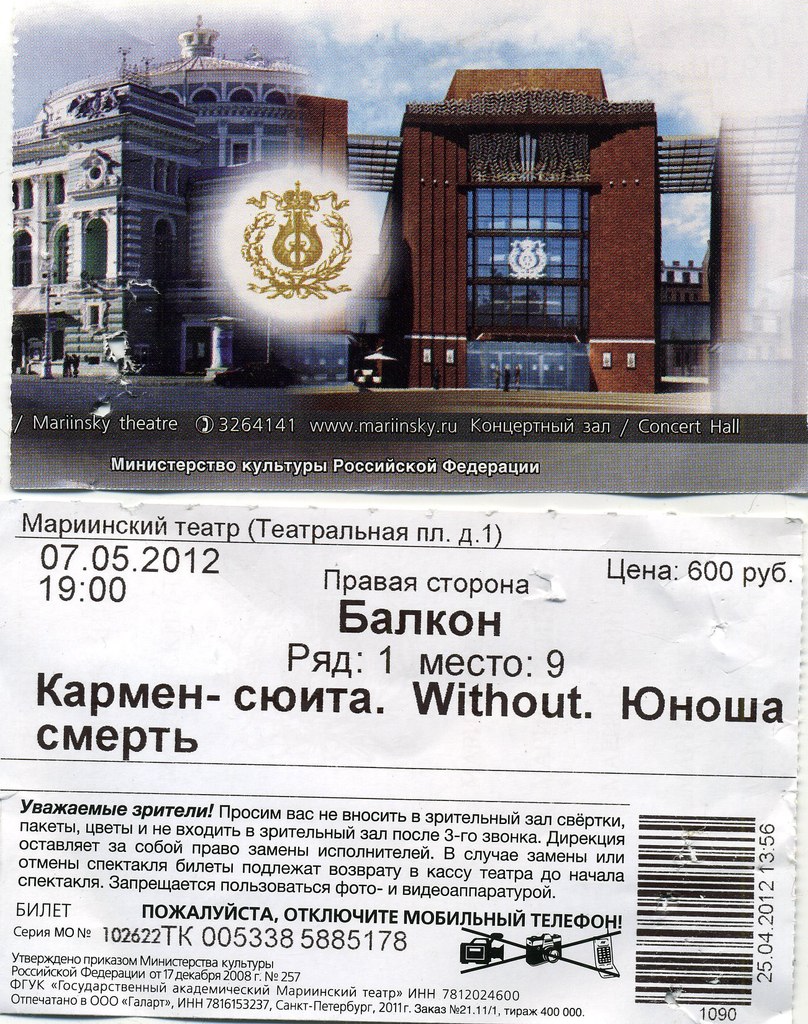 / Mariinsky theatre ✆3264141 www.mariinsky.ru Концертный зал / Concert Hall
Министерство культуры Российской Федерации
Мариинский театр (Театральная пл. д.1)
07.05.2012
19:00
Правая сторона
Цена: 600 руб.
Балкон
Ряд: 1 место: 9
Кармен- сюита. Without. Юноша
смерть
Уважаемые зрители! Просим вас не вносить в зрительный зал свёртки,
пакеты, цветы и не входить в зрительный зал после 3-го звонка. Дирекция
оставляет за собой право замены исполнителей. В случае замены или
отмены спектакля билеты подлежат возврату в кассу театра до начала
спектакля. Запрещается пользоваться фото- и видеоаппаратурой.
БИЛЕТ
ПОЖАЛУЙСТА, ОТКЛЮЧИТЕ МОБИЛЬНЫЙ ТЕЛЕФОН!
Серия МО № 102622ТК 005338 5885178
Утверждено приказом Министерства культуры
Российской Федерации от 17 декабря 2008 г. № 257
ФГУК «Государственный академический Мариинский театр» ИНН 7812024600
Отпечатано в ООО «Галарт», ИНН 7816153237, Санкт-Петербург, 2011г. Заказ №21.11/1, тираж 400 000.
25.04.2012 13:56
1090